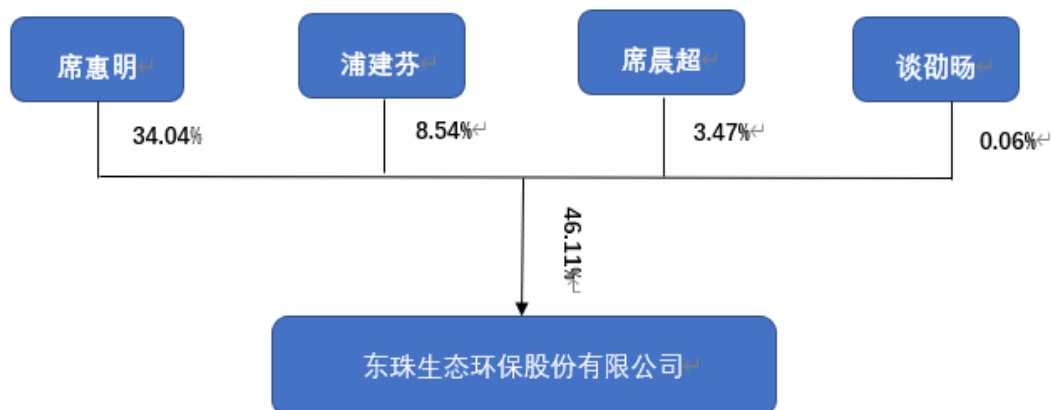 席惠明
浦建芬
席晨超
谈劭旸
34.04%
8.54%
3.47%
0.06%
46.11%
东珠生态环保股份有限公司